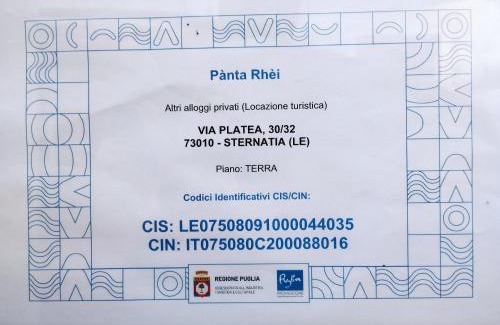 Pànta Rhèi
Altri alloggi privati (Locazione turistica)
VIA PLATEA, 30/32
73010 - STERNATIA (LE)
Piano: TERRA
Codici Identificativi CIS/CIN:
CIS: LE07508091000044035
CIN: IT075080C200088016
REGIONE PUGLIA